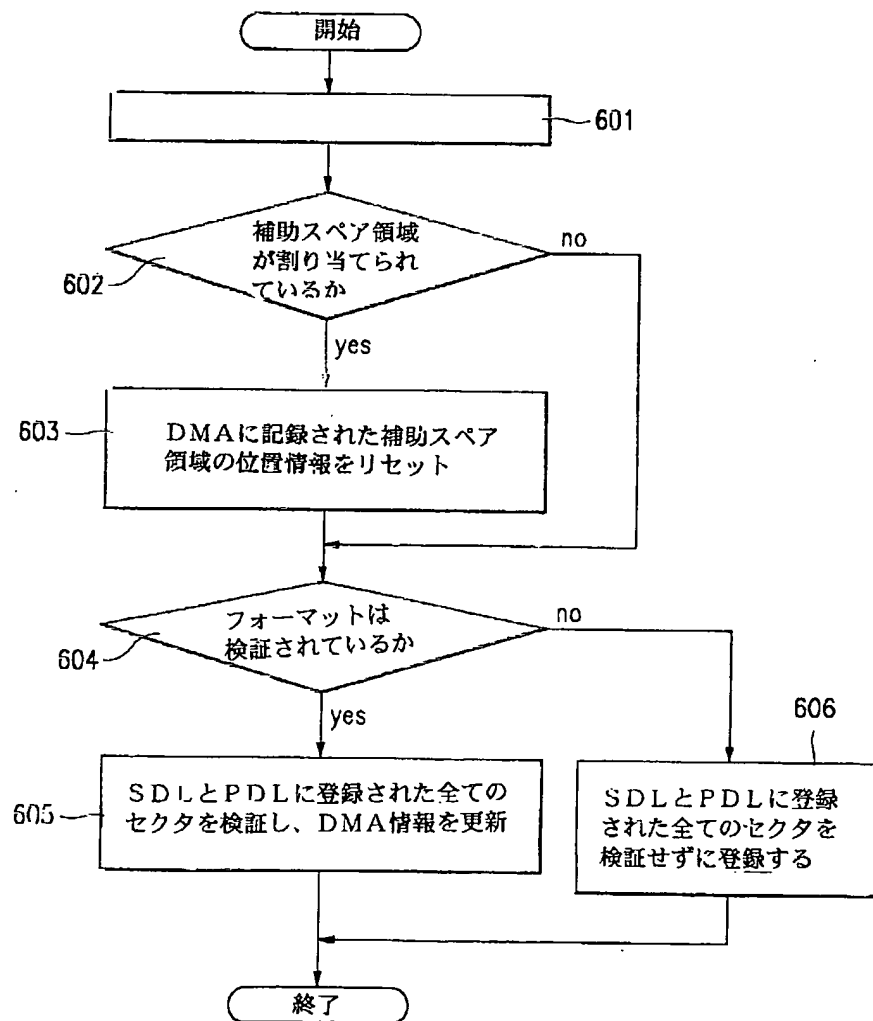 開始
601
補助スペア領域
が割り当てられ
ているか
no
602
yes
603
DMAに記録された補助スペア
領域の位置情報をリセット
フォーマットは
検証されているか
no
604
yes
606
SDLとPDLに登録された全ての
セクタを検証し、DMA情報を更新
605
SDLとPDLに登録
された全てのセクタを
検証せずに登録する
終了